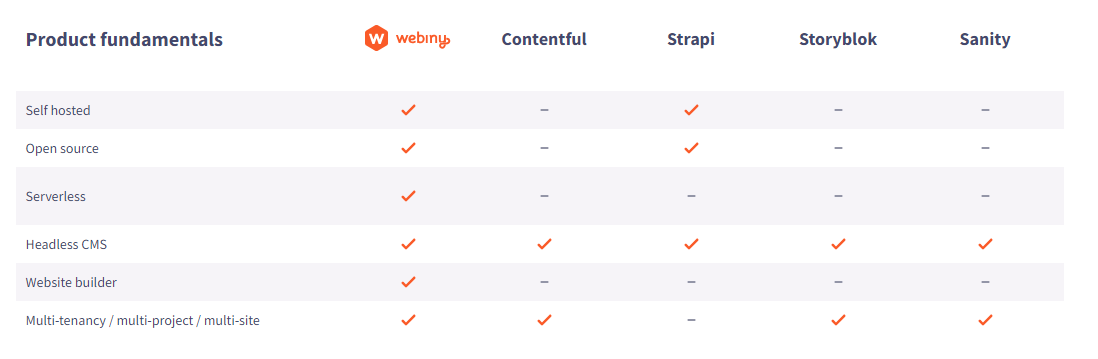 Product fundamentals webiny Contentful Strapi Storyblok Sanity
Self hosted ✓ – ✓ – –
Open source ✓ – ✓ – –
Serverless ✓ – – – –
Headless CMS ✓ ✓ ✓ ✓ ✓
Website builder ✓ – – – –
Multi-tenancy / multi-project / multi-site ✓ ✓ – ✓ ✓